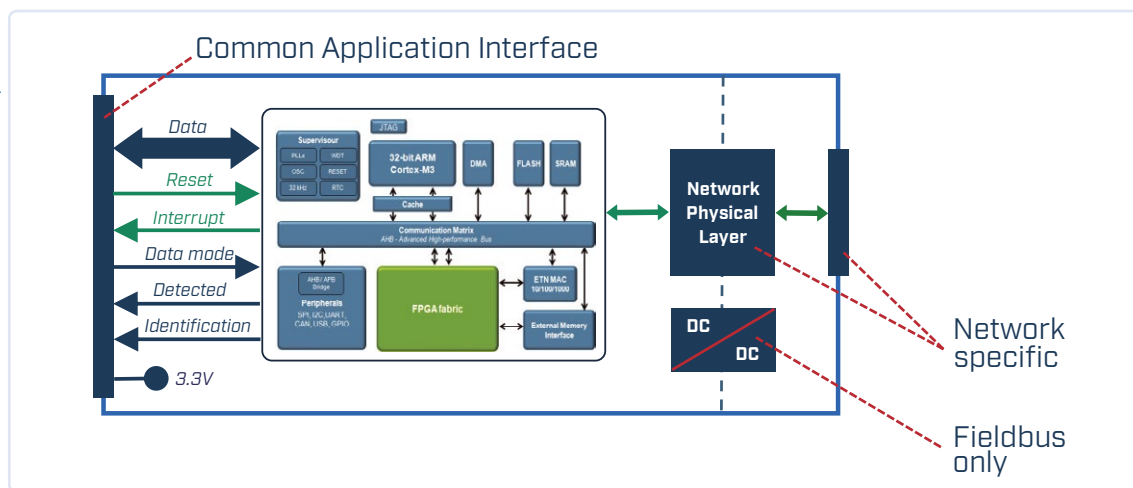 Common Application Interface
Data
Reset
Interrupt
Data mode
Detected
Identification
3.3V
JTAG
Supervisour
PLLs WDT
OSC RESET
32 kHz RTC
32-bit ARM
Cortex-M3
DMA
FLASH
SRAM
Cache
Communication Matrix
AHB - Advanced High-performance Bus
AHB / APB
Bridge
Peripherals
SPI, I2C,UART,
CAN, USB, GPIO
FPGA fabric
ETN MAC
10/100/1000
External Memory
Interface
Network
Physical
Layer
DC
DC
Network
specific
Fieldbus
only